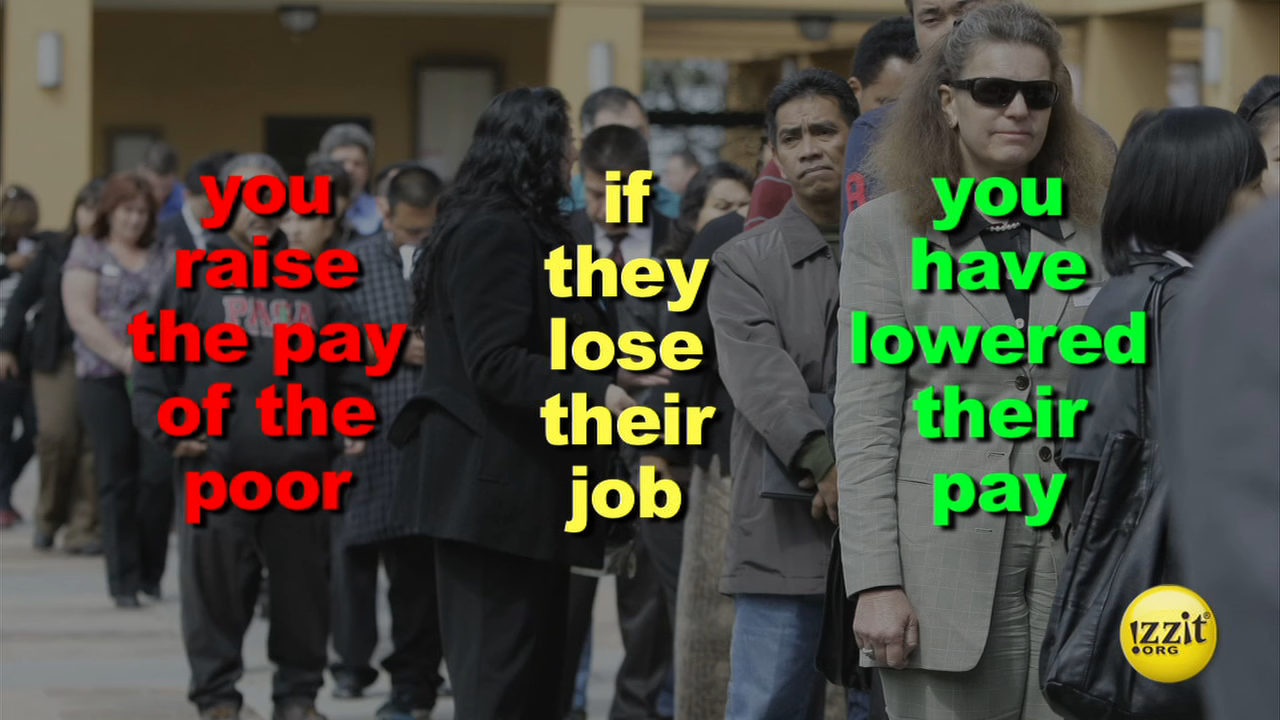 you
raise
the pay
of the
poor
if
they
lose
their
job
you
have
lowered
their
pay
PAGA
!zzit®
.ORG